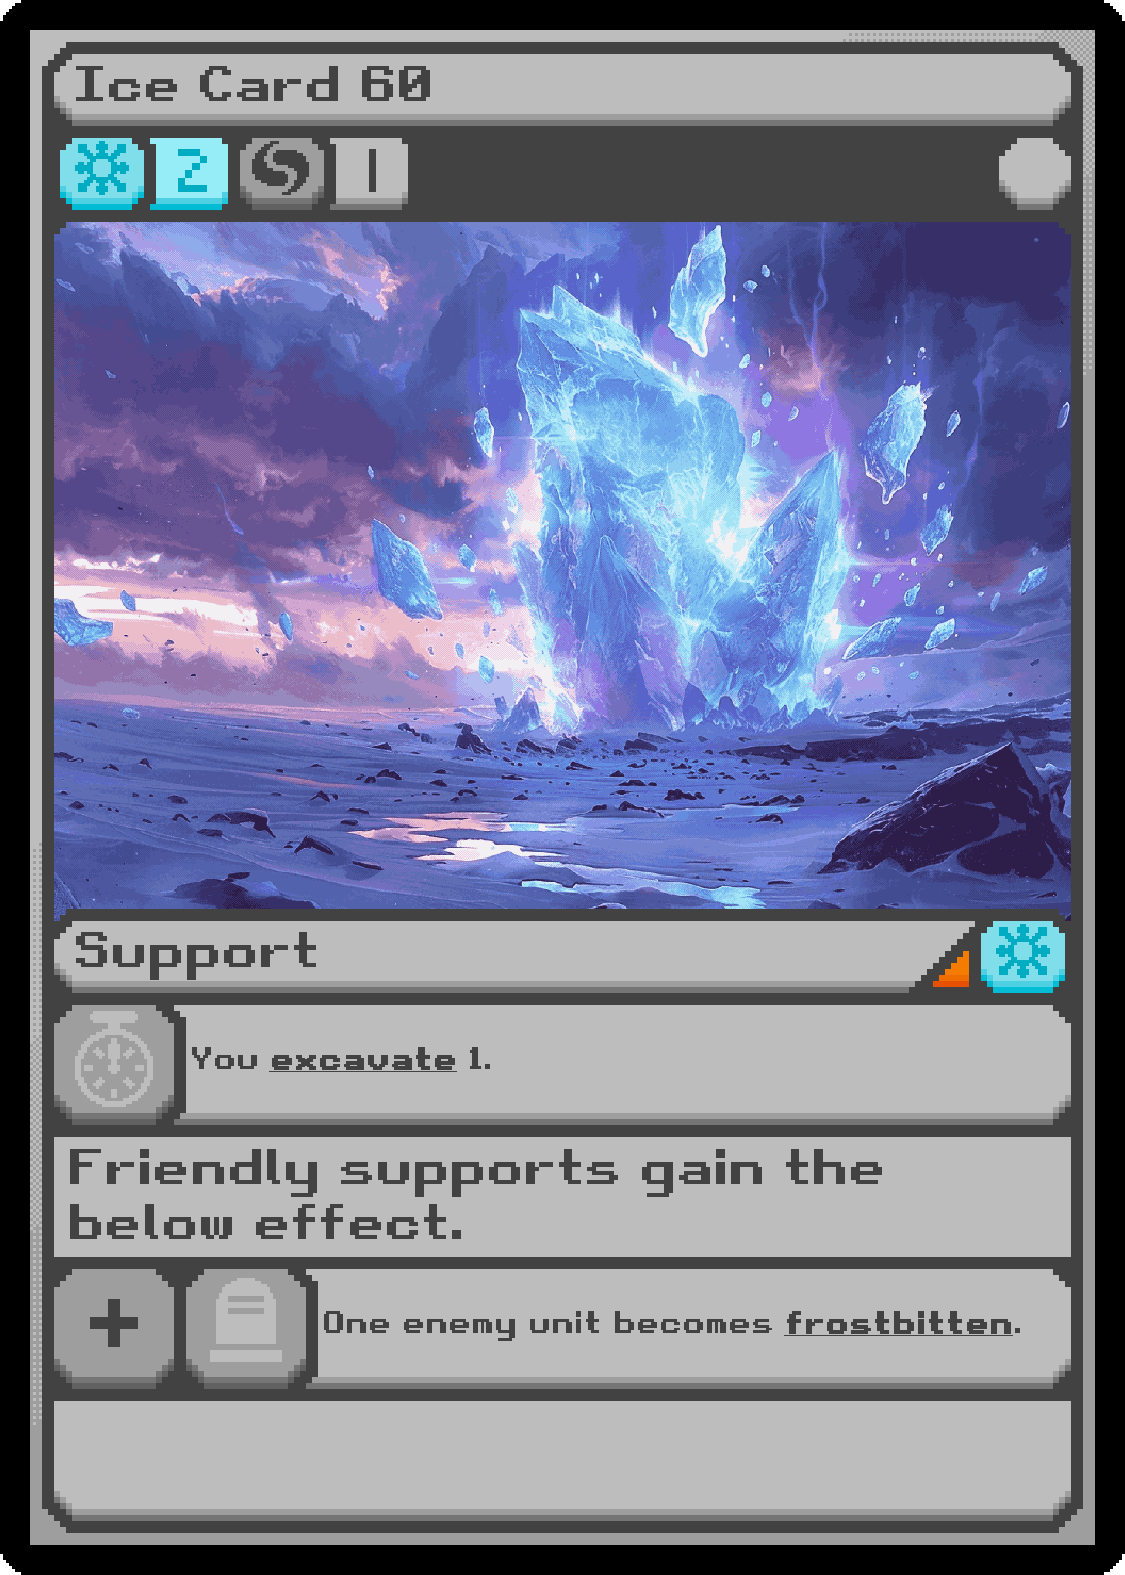 Ice Card 60
2 1
Support
You excavate 1.
Friendly supports gain the
below effect.
+ One enemy unit becomes frostbitten.